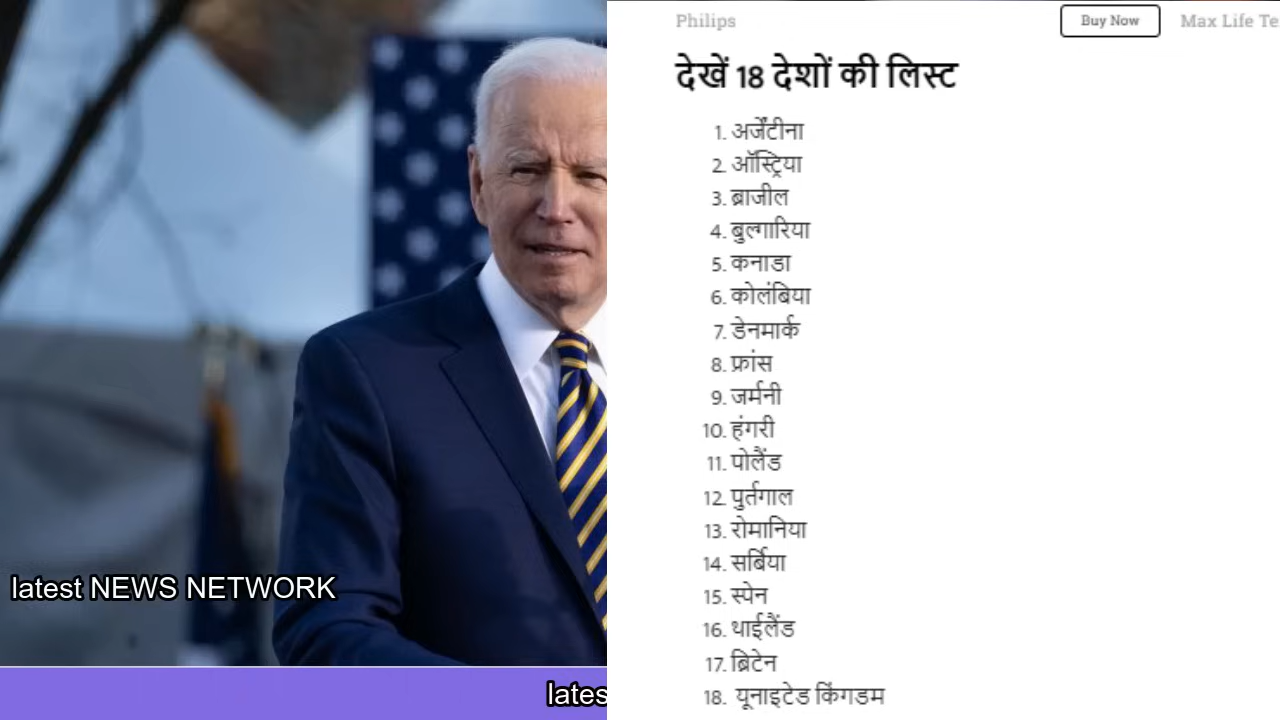 Philips
Buy Now
Max Life Te
देखें 18 देशों की लिस्ट
1. अर्जेंटीना
2. ऑस्ट्रिया
3. ब्राजील
4. बुल्गारिया
5. कनाडा
6. कोलंबिया
7. डेनमार्क
8. फ्रांस
9. जर्मनी
10. हंगरी
11. पोलैंड
12. पुर्तगाल
13. रोमानिया
14. सर्बिया
15. स्पेन
16. थाईलैंड
17. ब्रिटेन
18. यूनाइटेड किंगडम
latest NEWS NETWORK
lates